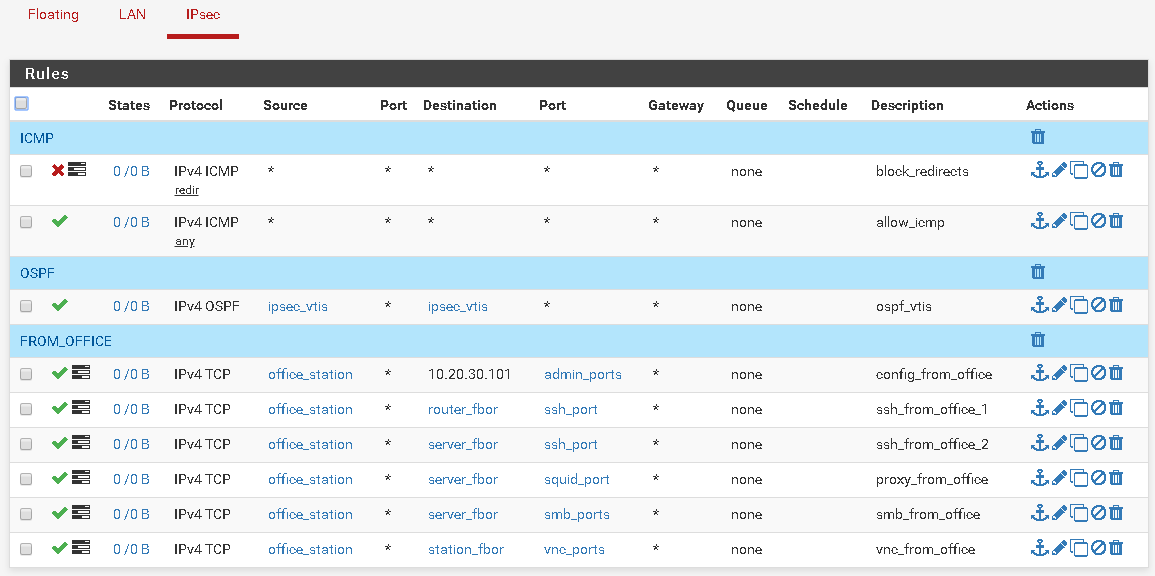 Floating LAN IPsec
Rules
States Protocol Source Port Destination Port Gateway Queue Schedule Description Actions
ICMP
0 /0 B IPv4 ICMP * * * * * none block_redirects
redir
0 /0 B IPv4 ICMP * * * * * none allow_icmp
any
OSPF
0 /0 B IPv4 OSPF ipsec_vtis * ipsec_vtis * * none ospf_vtis
FROM_OFFICE
0 /0 B IPv4 TCP office_station * 10.20.30.101 admin_ports * none config_from_office
0 /0 B IPv4 TCP office_station * router_fbor ssh_port * none ssh_from_office_1
0 /0 B IPv4 TCP office_station * server_fbor ssh_port * none ssh_from_office_2
0 /0 B IPv4 TCP office_station * server_fbor squid_port * none proxy_from_office
0 /0 B IPv4 TCP office_station * server_fbor smb_ports * none smb_from_office
0 /0 B IPv4 TCP office_station * station_fbor vnc_ports * none vnc_from_office